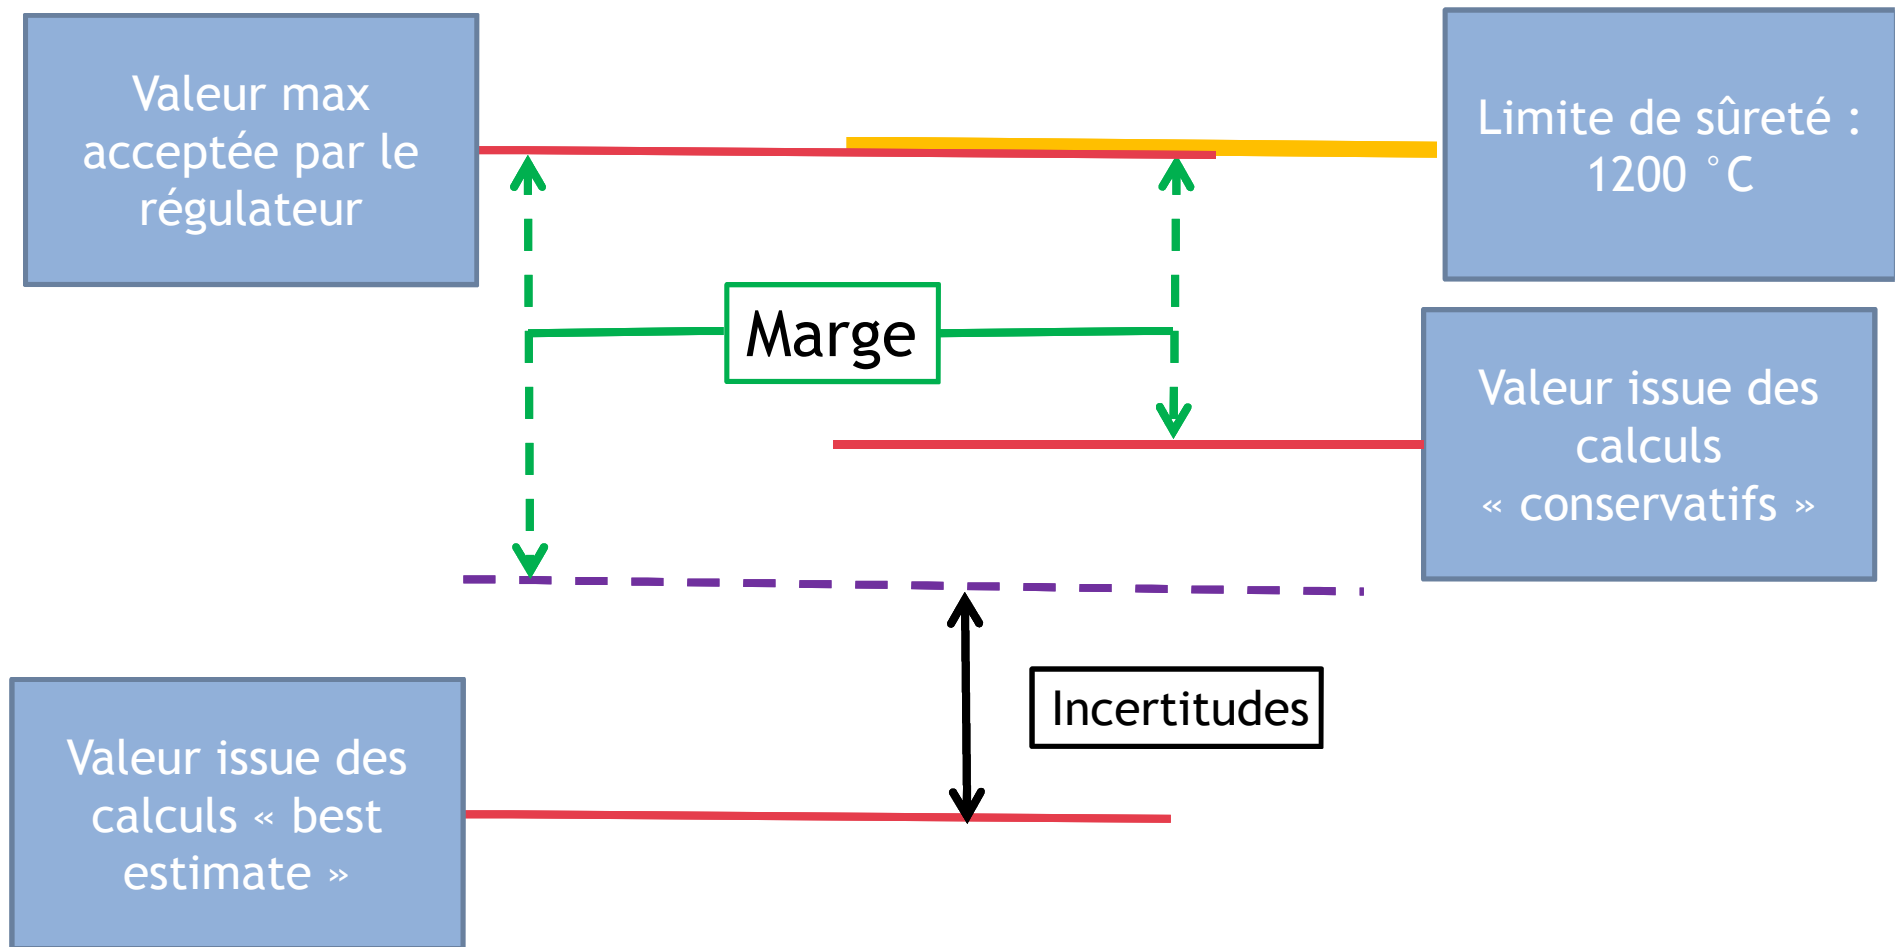 Valeur max
acceptée par le
régulateur
Limite de sûreté :
1200 °C
Marge
Valeur issue des
calculs
« conservatifs »
Incertitudes
Valeur issue des
calculs « best
estimate »